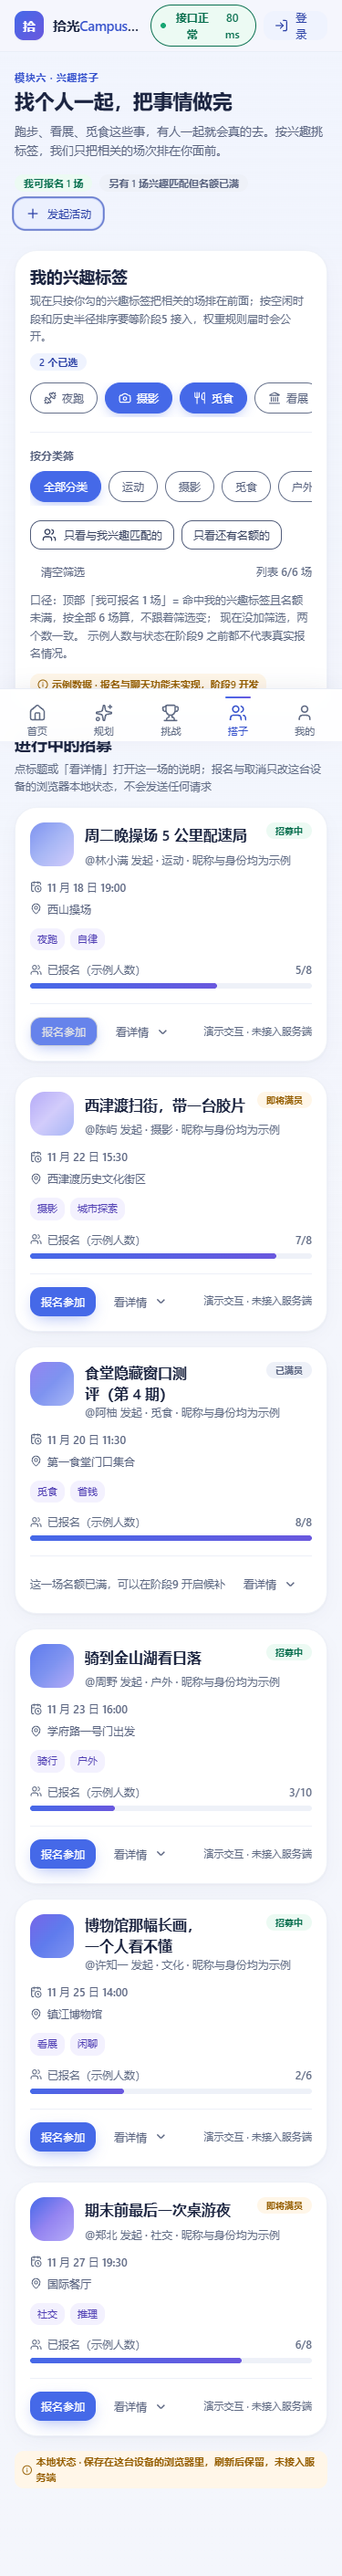 拾
拾光Campus...
接口正常
80 ms
登录
模块六 · 兴趣搭子
找个人一起，把事情做完
跑步、看展、觅食这些事，有人一起就会真的去。按兴趣挑
标签，我们只把相关的场次排在你面前。
我可报名 1 场
另有 1 场兴趣匹配但名额已满
发起活动
我的兴趣标签
现在只按你勾的兴趣标签把相关的场排在前面；按空闲时
段和历史半径排序要等阶段5 接入，权重规则届时会公
开。
2 个已选
夜跑
摄影
觅食
看展
按分类筛
全部分类
运动
摄影
觅食
户外
只看与我兴趣匹配的
只看还有名额的
清空筛选
列表 6/6 场
口径：顶部「我可报名 1 场」= 命中我的兴趣标签且名额
未满，按全部 6 场算，不跟着筛选变； 现在没加筛选，两
个数一致。 示例人数与状态在阶段9 之前都不代表真实报
名情况。
示例数据 · 报名与聊天功能未实现，阶段9 开发
首页
规划
挑战
搭子
我的
进行中的招募
点标题或「看详情」打开这一场的说明；报名与取消只改这台设
备的浏览器本地状态，不会发送任何请求
周二晚操场 5 公里配速局
招募中
@林小满 发起 · 运动 · 昵称与身份均为示例
11 月 18 日 19:00
西山操场
夜跑
自律
已报名（示例人数）
5/8
报名参加
看详情
演示交互 · 未接入服务端
西津渡扫街，带一台胶片
即将满员
@陈屿 发起 · 摄影 · 昵称与身份均为示例
11 月 22 日 15:30
西津渡历史文化街区
摄影
城市探索
已报名（示例人数）
7/8
报名参加
看详情
演示交互 · 未接入服务端
食堂隐藏窗口测
评（第 4 期）
已满员
@阿柚 发起 · 觅食 · 昵称与身份均为示例
11 月 20 日 11:30
第一食堂门口集合
觅食
省钱
已报名（示例人数）
8/8
这一场名额已满，可以在阶段9 开启候补
看详情
骑到金山湖看日落
招募中
@周野 发起 · 户外 · 昵称与身份均为示例
11 月 23 日 16:00
学府路一号门出发
骑行
户外
已报名（示例人数）
3/10
报名参加
看详情
演示交互 · 未接入服务端
博物馆那幅长画，
一个人看不懂
招募中
@许知一 发起 · 文化 · 昵称与身份均为示例
11 月 25 日 14:00
镇江博物馆
看展
闲聊
已报名（示例人数）
2/6
报名参加
看详情
演示交互 · 未接入服务端
期末前最后一次桌游夜
即将满员
@郑北 发起 · 社交 · 昵称与身份均为示例
11 月 27 日 19:30
国际餐厅
社交
推理
已报名（示例人数）
6/8
报名参加
看详情
演示交互 · 未接入服务端
本地状态 · 保存在这台设备的浏览器里，刷新后保留，未接入服
务端